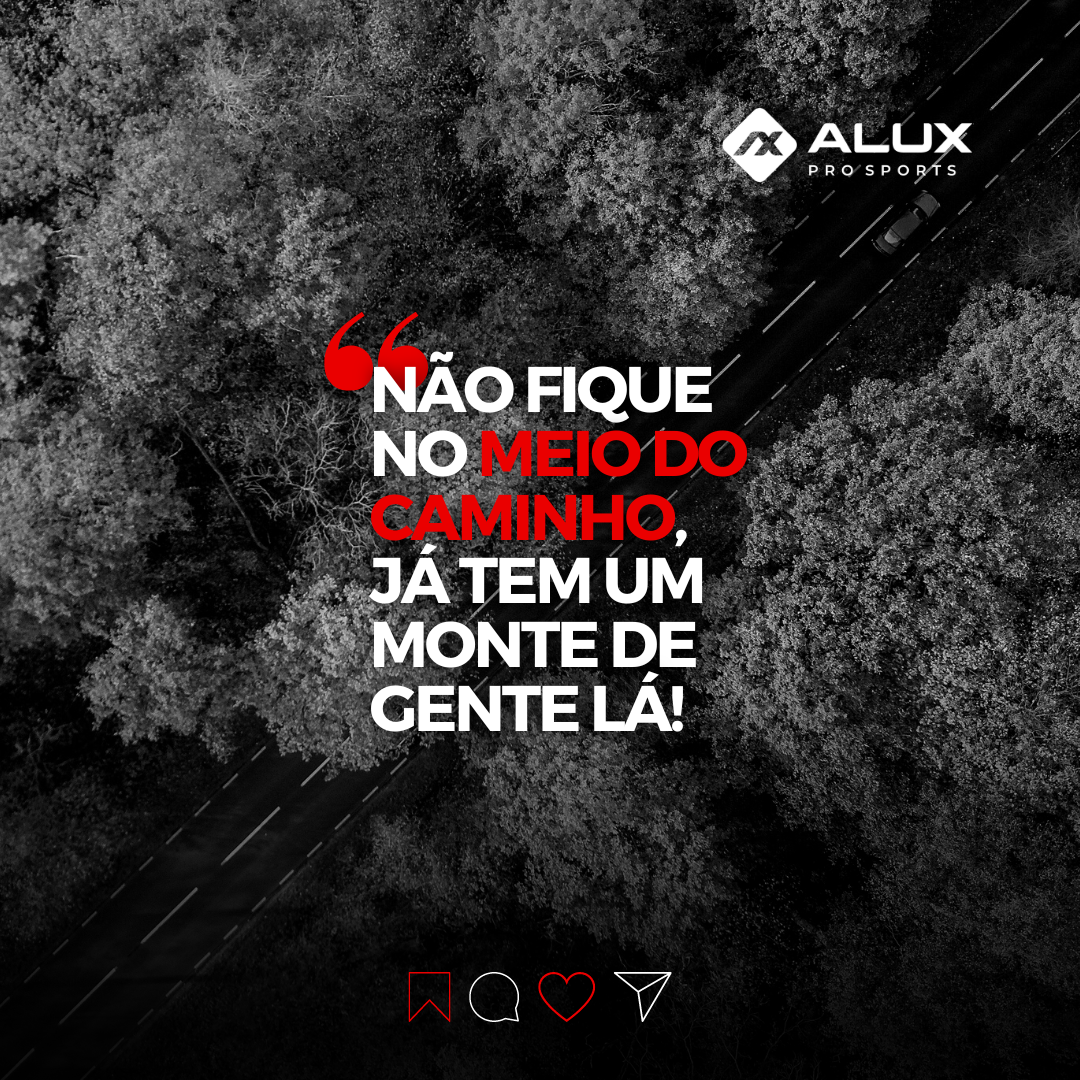 ALUX
PRO SPORTS
“NÃO FIQUE
NO MEIO DO
CAMINHO,
JÁ TEM UM
MONTE DE
GENTE LÁ!